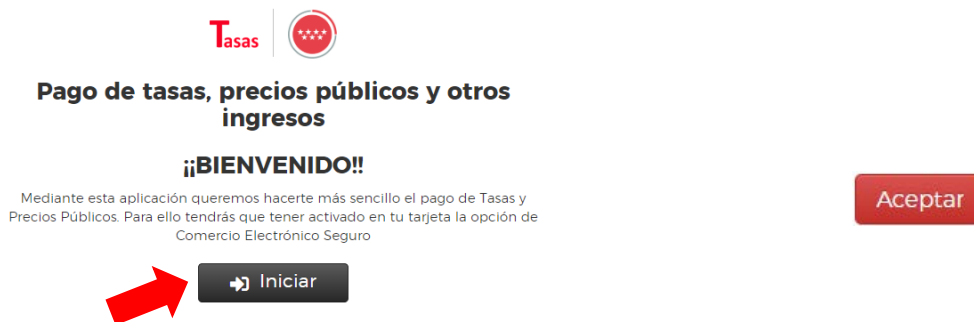 Tasas
Pago de tasas, precios públicos y otros
ingresos
¡¡BIENVENIDO!!
Mediante esta aplicación queremos hacerte más sencillo el pago de Tasas y
Precios Públicos. Para ello tendrás que tener activado en tu tarjeta la opción de
Comercio Electrónico Seguro
Iniciar
Aceptar